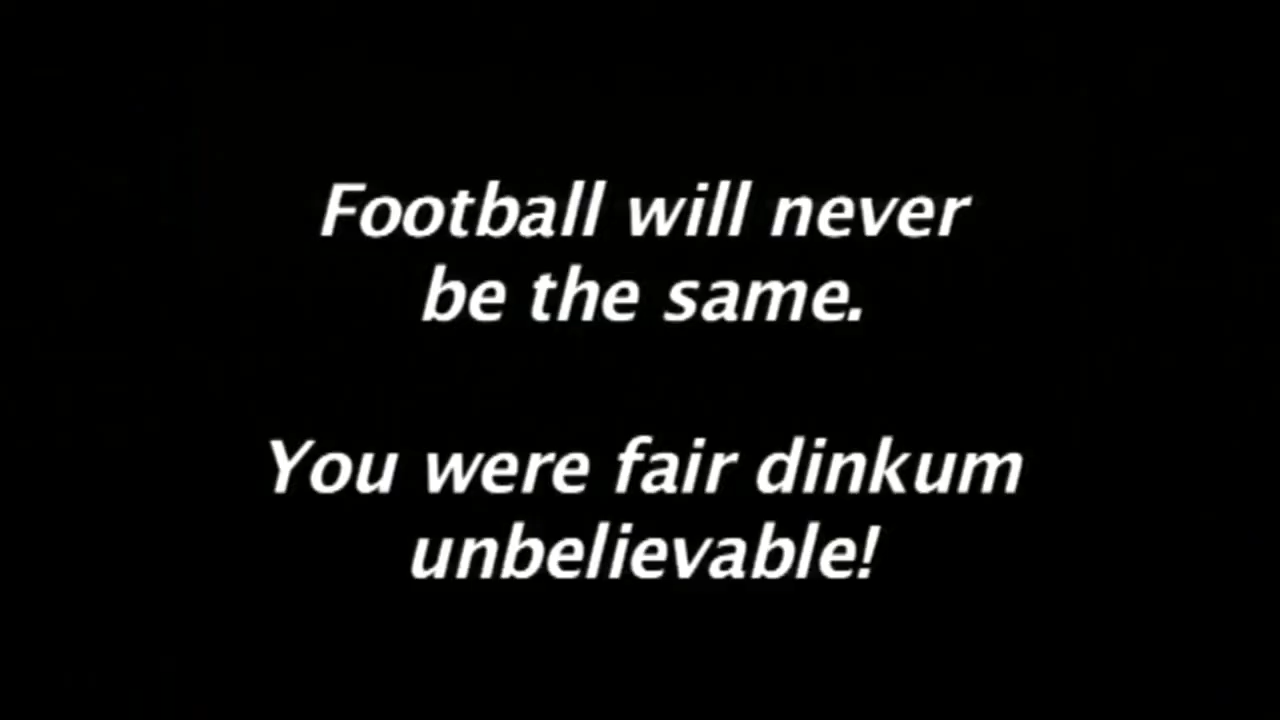 Football will never
be the same.
You were fair dinkum
unbelievable!